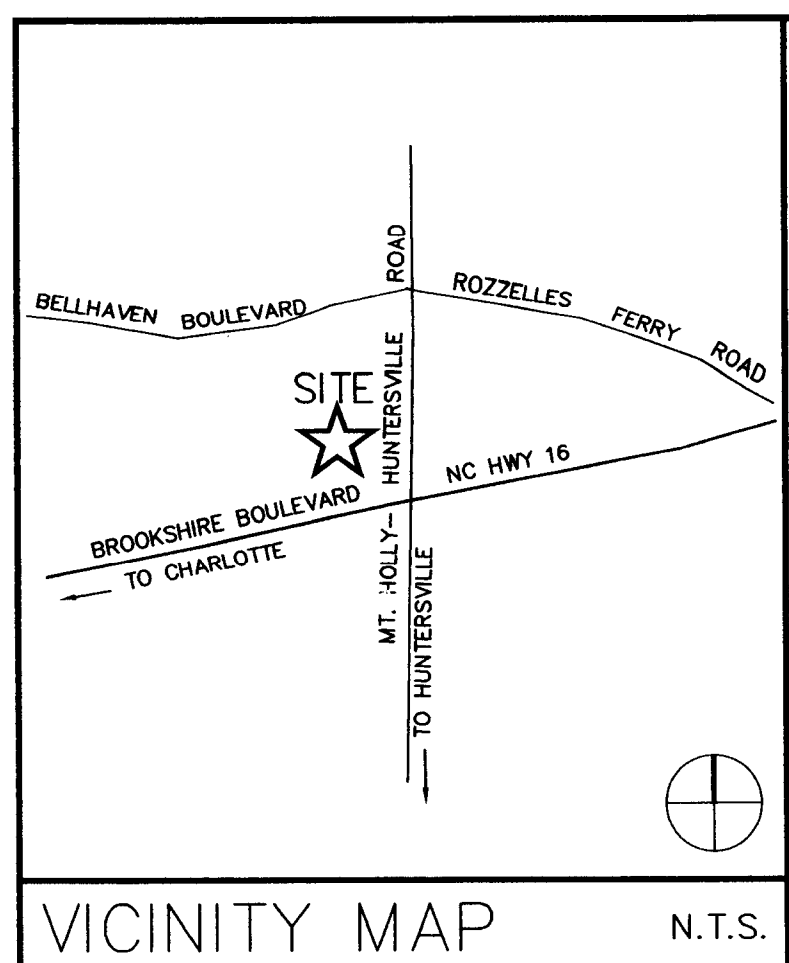 BELLHAVEN BOULEVARD
ROZZELLES FERRY ROAD
SITE
MT. HOLLY– HUNTERSVILLE ROAD
NC HWY 16
BROOKSHIRE BOULEVARD
TO CHARLOTTE
TO HUNTERSVILLE
VICINITY MAP
N.T.S.